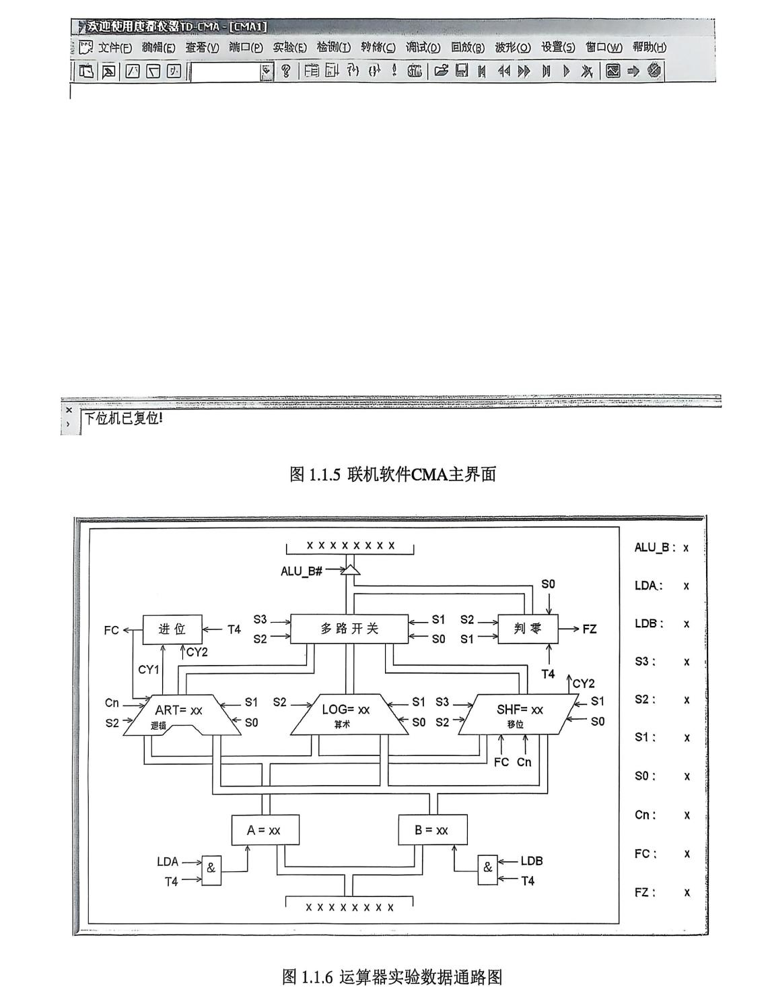 欢迎使用唐都仪器TD-CMA - [CMA1]
文件(F) 编辑(E) 查看(V) 端口(P) 实验(E) 检测(T) 转储(C) 调试(D) 回放(B) 波形(O) 设置(S) 窗口(W) 帮助(H)
下位机已复位!
图 1.1.5 联机软件CMA主界面
X X X X X X X X
ALU_B : x
ALU_B#
S0
LDA: x
S3 多路开关 S1 S2 判零 FZ
FC 进位 T4
S2 S0 S1
LDB : x
CY1 CY2
T4
S3 : x
CY2
Cn ART= xx S1 S2 LOG= xx S1 S3 SHF= xx S1
S2 逻辑 S0 算术 S0 S2 移位 S0
S2 : x
S1 : x
FC Cn
S0 : x
A = xx B = xx
Cn : x
LDA & & LDB
T4 T4
FC : x
X X X X X X X X
FZ : x
图 1.1.6 运算器实验数据通路图